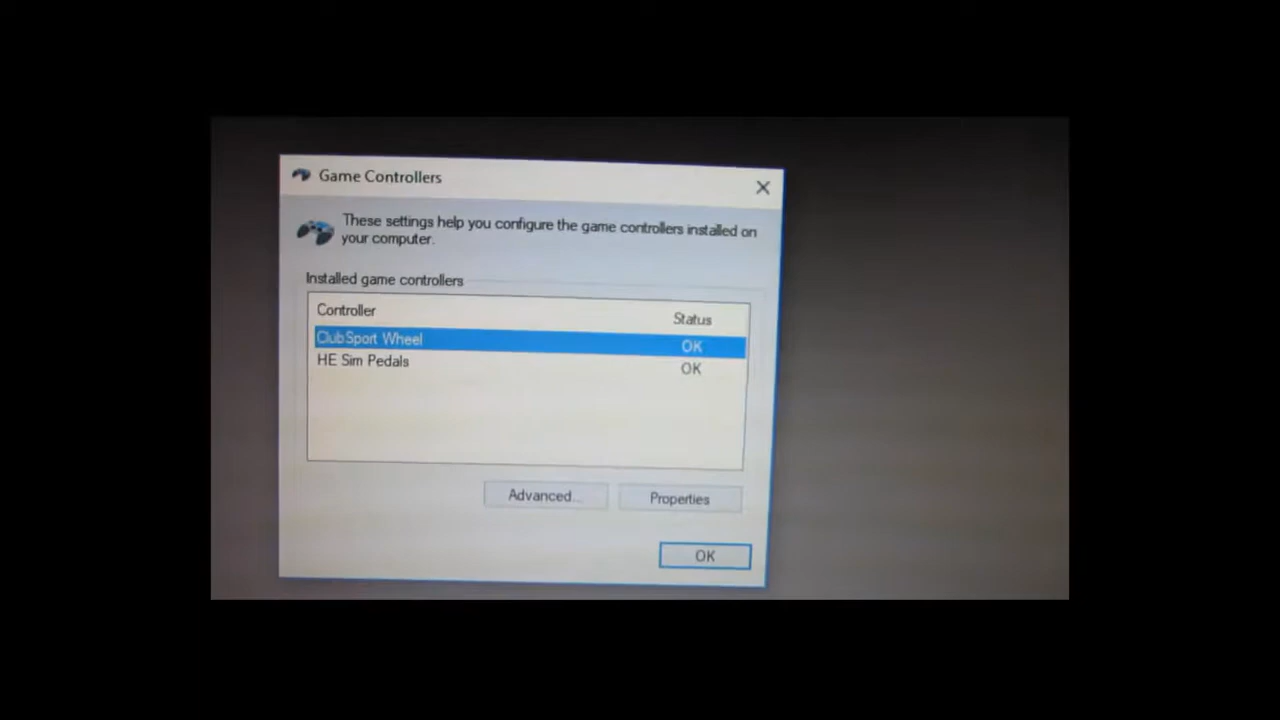 Game Controllers
These settings help you configure the game controllers installed on
your computer.
Installed game controllers
Controller Status
ClubSport Wheel OK
HE Sim Pedals OK
Advanced... Properties
OK